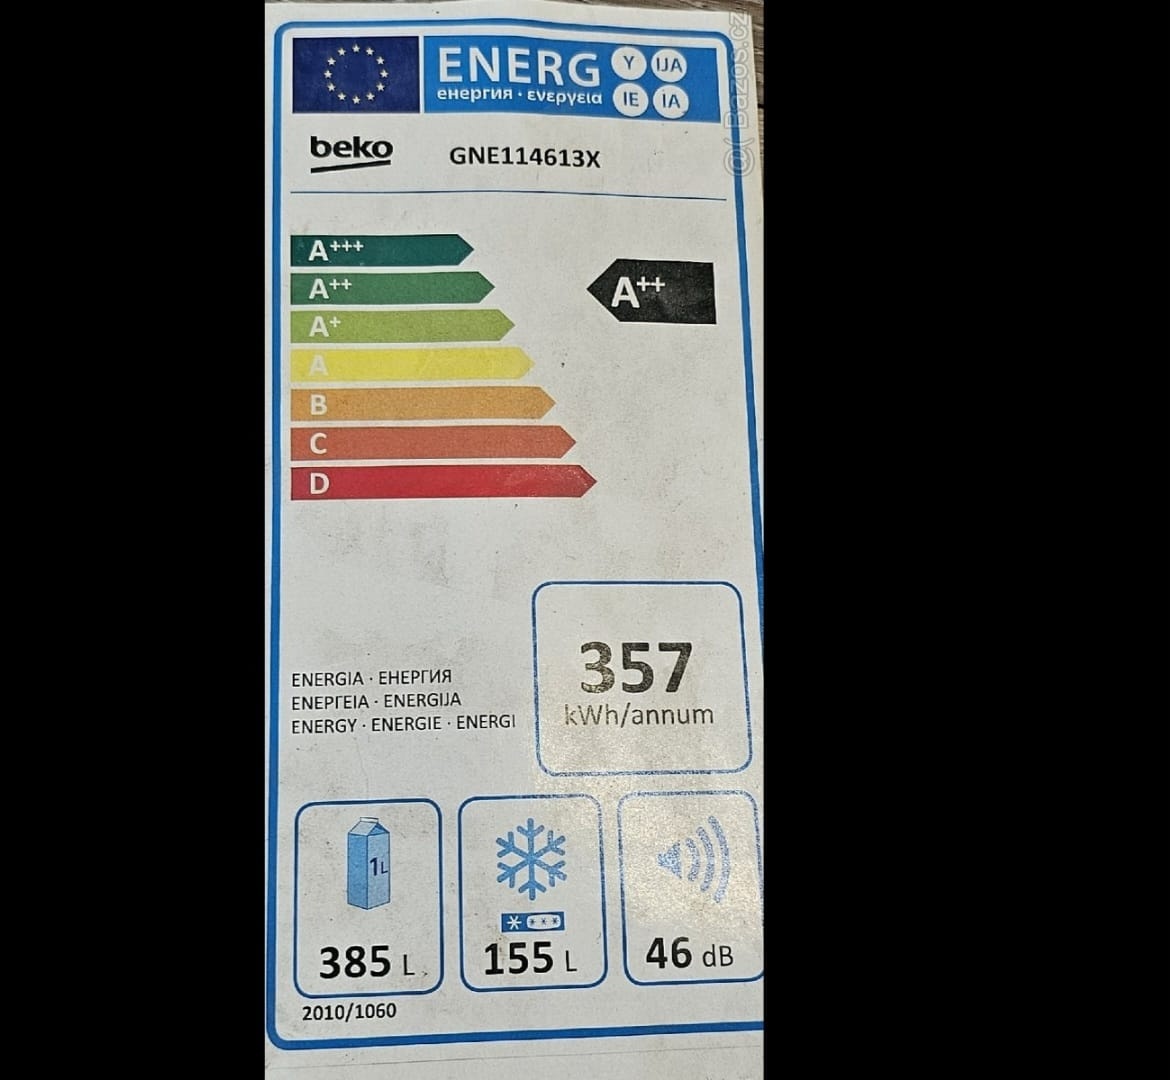 ENERG Y IJA
енергия · ενεργεια IE IA
beko GNE114613X
A+++
A++
A++
A+
A
B
C
D
357
kWh/annum
ENERGIA · ЕНЕРГИЯ
ΕΝΕΡΓΕΙΑ · ENERGIJA
ENERGY · ENERGIE · ENERGI
1L
385 L
155 L
46 dB
2010/1060
@( Bazos.cz